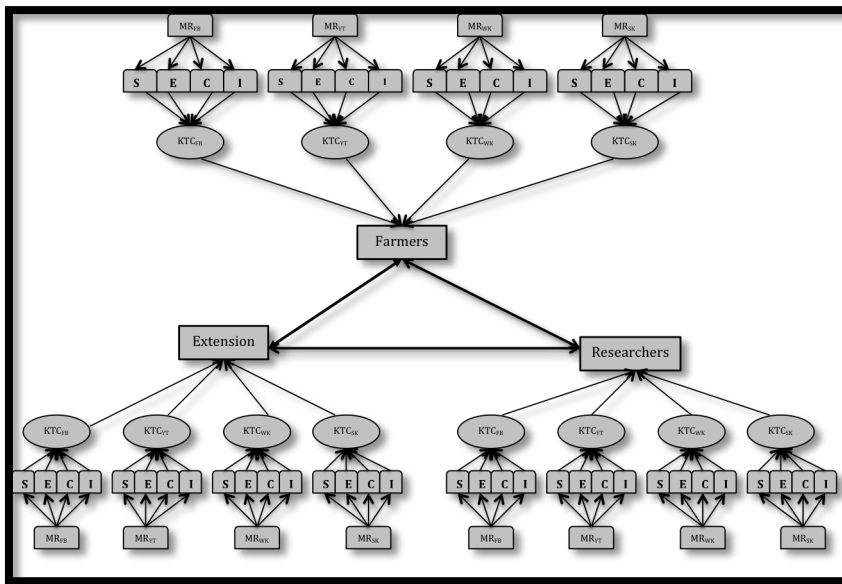 MRFB MRYT MRWK MRSK
S E C I S E C I S E C I S E C I
KTCFB KTCYT KTCWK KTCSK
Farmers
Extension
Researchers
KTCFB KTCYT KTCWK KTCSK KTCFB KTCYT KTCWK KTCSK
S E C I S E C I S E C I S E C I S E C I S E C I S E C I S E C I
MRFB MRYT MRWK MRSK MRFB MRYT MRWK MRSK